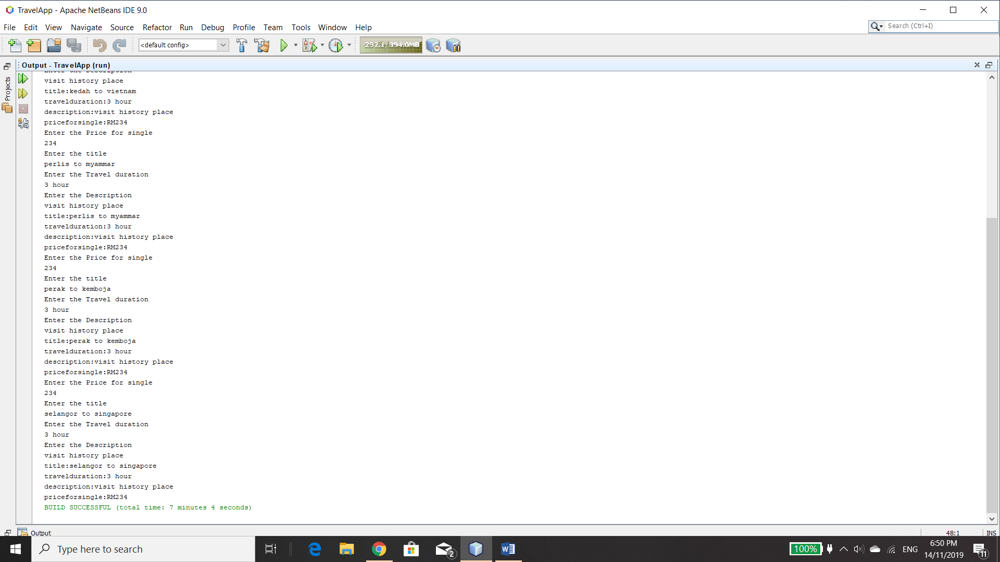 TravelApp - Apache NetBeans IDE 9.0
File Edit View Navigate Source Refactor Run Debug Profile Team Tools Window Help
Search (Ctrl+I)
<default config>
292.1/394.0MB
Output - TravelApp (run)
Projects
Enter the Description
visit history place
title:kedah to vietnam
travelduration:3 hour
description:visit history place
priceforsingle:RM234
Enter the Price for single
234
Enter the title
perlis to myammar
Enter the Travel duration
3 hour
Enter the Description
visit history place
title:perlis to myammar
travelduration:3 hour
description:visit history place
priceforsingle:RM234
Enter the Price for single
234
Enter the title
perak to kemboja
Enter the Travel duration
3 hour
Enter the Description
visit history place
title:perak to kemboja
travelduration:3 hour
description:visit history place
priceforsingle:RM234
Enter the Price for single
234
Enter the title
selangor to singapore
Enter the Travel duration
3 hour
Enter the Description
visit history place
title:selangor to singapore
travelduration:3 hour
description:visit history place
priceforsingle:RM234
BUILD SUCCESSFUL (total time: 7 minutes 4 seconds)
Output
48:1 INS
Type here to search
2
100%
ENG
6:50 PM
14/11/2019
11